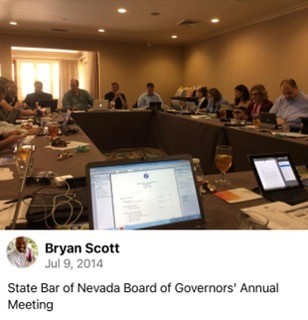 Bryan Scott
Jul 9, 2014
State Bar of Nevada Board of Governors' Annual
Meeting